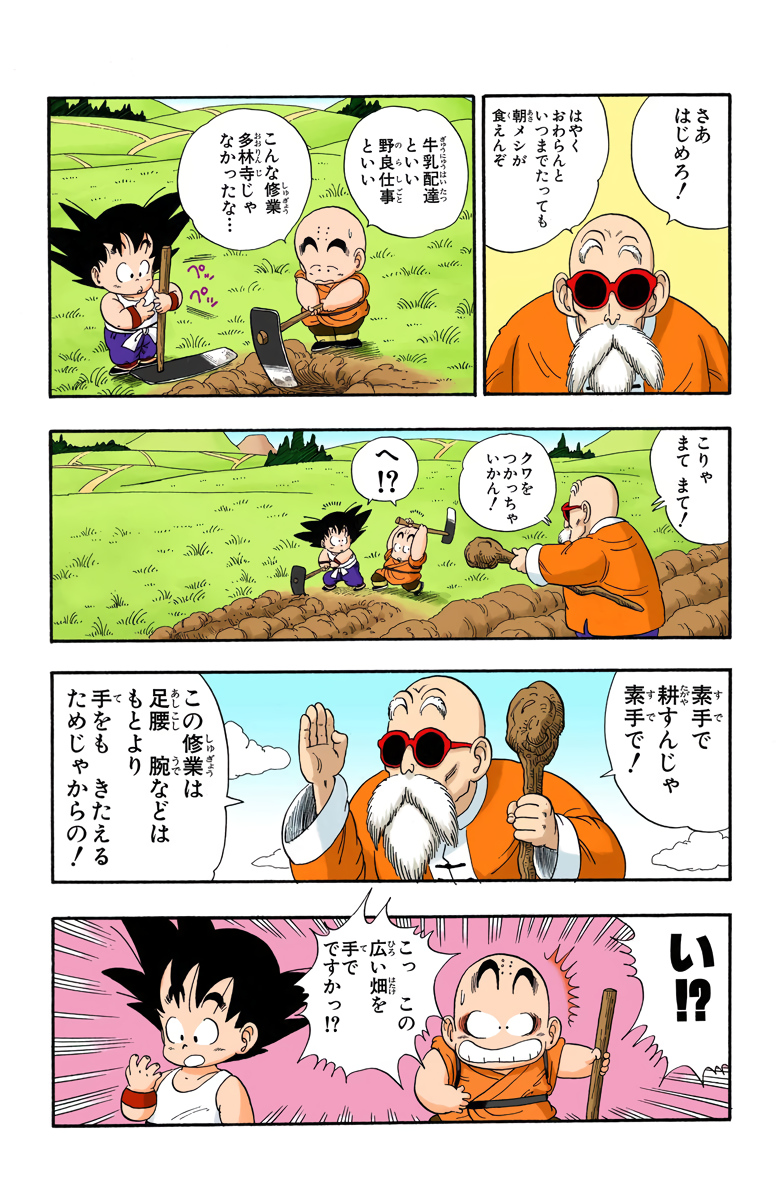 さあ
はじめろ!
はやく
おわらんと
いつまでたっても
朝メシが
食えんぞ
牛乳配達
といい
野良仕事
といい
こんな修業
多林寺じゃ
なかったな…
ペッ
ペッ
こりゃ
まて まて!
クワを
つかっちゃ
いかん!
へ
!?
素手で
耕すんじゃ
素手で!
この修業は
足腰 腕などは
もとより
手をも きたえる
ためじゃからの!
い!?
こっ この
広い畑を
手で
ですかっ!?